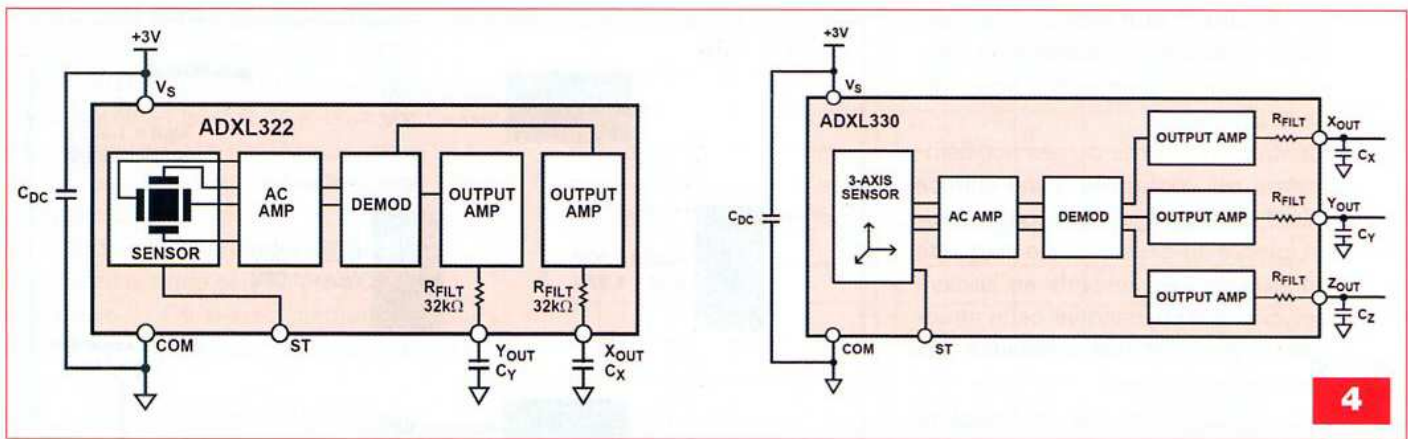 +3V
VS
ADXL322
CDC
SENSOR
AC
AMP
DEMOD
OUTPUT
AMP
OUTPUT
AMP
RFILT
32kΩ
RFILT
32kΩ
COM
ST
YOUT
CY
XOUT
CX
+3V
VS
ADXL330
CDC
3-AXIS
SENSOR
AC AMP
DEMOD
OUTPUT AMP
RFILT
XOUT
CX
OUTPUT AMP
RFILT
YOUT
CY
OUTPUT AMP
RFILT
ZOUT
CZ
COM
ST
4